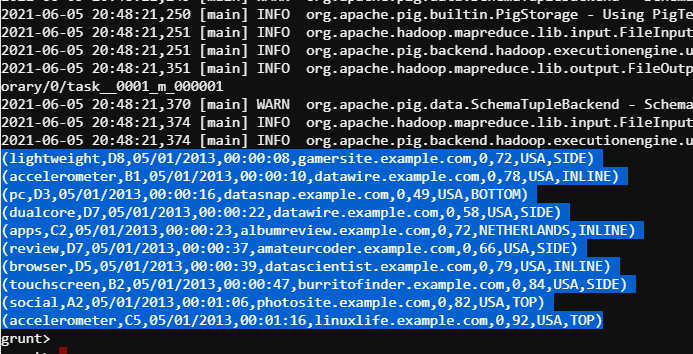 2021-06-05 20:48:21,250 [main] INFO org.apache.pig.builtin.PigStorage - Using PigTe
2021-06-05 20:48:21,251 [main] INFO org.apache.hadoop.mapreduce.lib.input.FileInput
2021-06-05 20:48:21,251 [main] INFO org.apache.pig.backend.hadoop.executionengine.u
2021-06-05 20:48:21,351 [main] INFO org.apache.hadoop.mapreduce.lib.output.FileOutp
orary/0/task__0001_m_000001
2021-06-05 20:48:21,370 [main] WARN org.apache.pig.data.SchemaTupleBackend - Schema
2021-06-05 20:48:21,374 [main] INFO org.apache.hadoop.mapreduce.lib.input.FileInput
2021-06-05 20:48:21,374 [main] INFO org.apache.pig.backend.hadoop.executionengine.u
(lightweight,D8,05/01/2013,00:00:08,gamersite.example.com,0,72,USA,SIDE)
(accelerometer,B1,05/01/2013,00:00:10,datawire.example.com,0,78,USA,INLINE)
(pc,D3,05/01/2013,00:00:16,datasnap.example.com,0,49,USA,BOTTOM)
(dualcore,D7,05/01/2013,00:00:22,datawire.example.com,0,58,USA,SIDE)
(apps,C2,05/01/2013,00:00:23,albumreview.example.com,0,72,NETHERLANDS,INLINE)
(review,D7,05/01/2013,00:00:37,amateurcoder.example.com,0,66,USA,SIDE)
(browser,D5,05/01/2013,00:00:39,datascientist.example.com,0,79,USA,INLINE)
(touchscreen,B2,05/01/2013,00:00:47,burritofinder.example.com,0,84,USA,SIDE)
(social,A2,05/01/2013,00:01:06,photosite.example.com,0,82,USA,TOP)
(accelerometer,C5,05/01/2013,00:01:16,linuxlife.example.com,0,92,USA,TOP)
grunt>